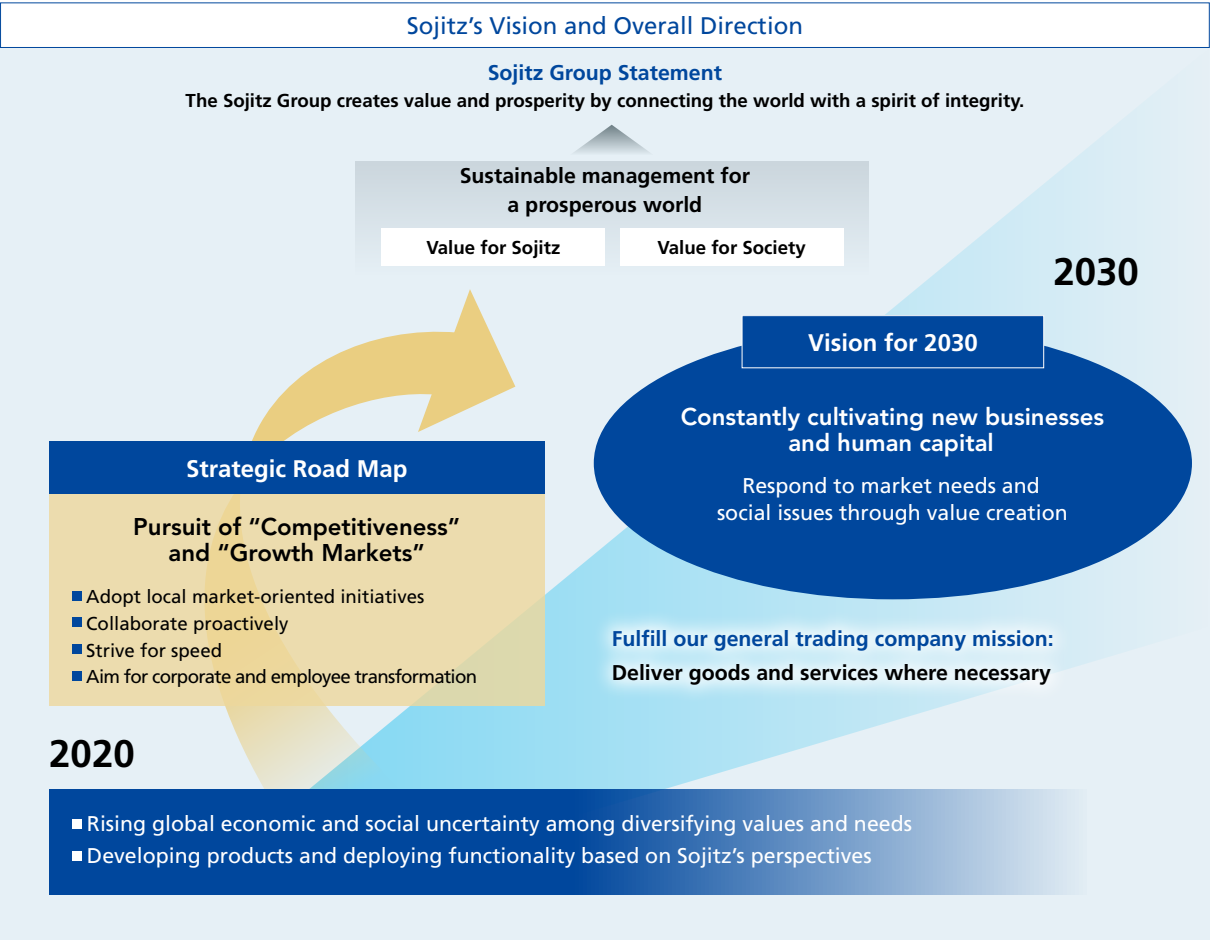 Sojitz’s Vision and Overall Direction
Sojitz Group Statement
The Sojitz Group creates value and prosperity by connecting the world with a spirit of integrity.
Sustainable management for
a prosperous world
Value for Sojitz
Value for Society
2030
Vision for 2030
Constantly cultivating new businesses
and human capital
Respond to market needs and
social issues through value creation
Strategic Road Map
Pursuit of “Competitiveness”
and “Growth Markets”
Adopt local market-oriented initiatives
Collaborate proactively
Strive for speed
Aim for corporate and employee transformation
Fulfill our general trading company mission:
Deliver goods and services where necessary
2020
Rising global economic and social uncertainty among diversifying values and needs
Developing products and deploying functionality based on Sojitz’s perspectives